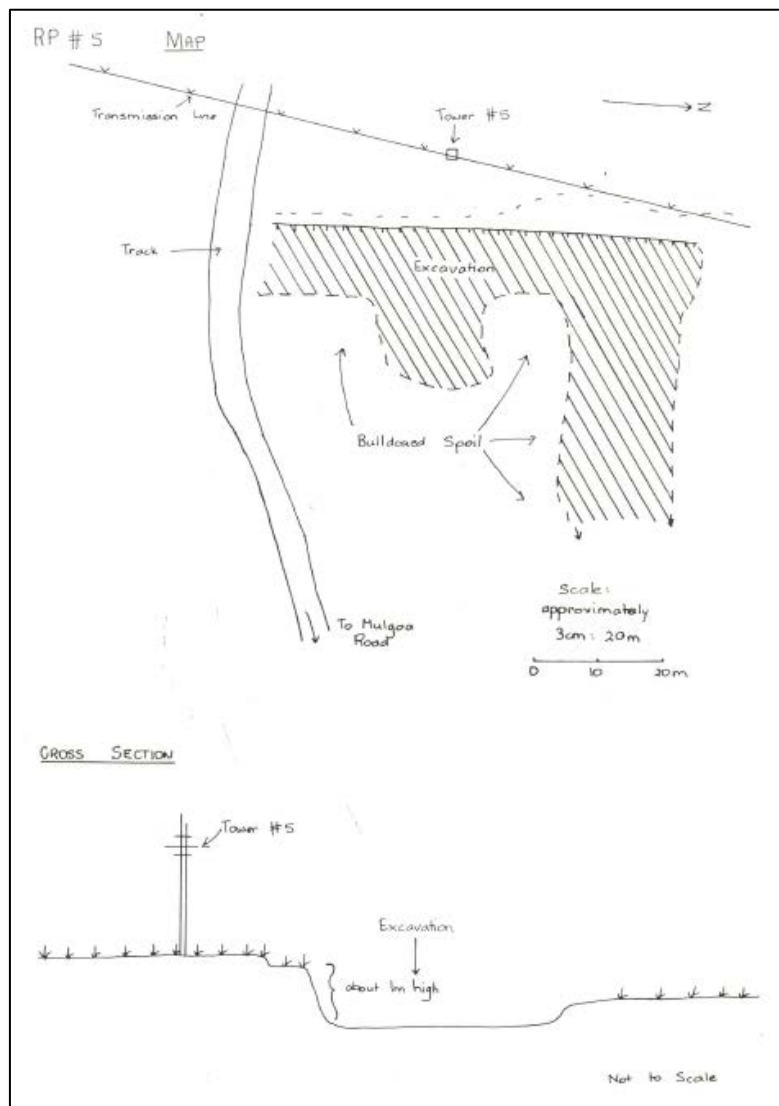 RP # 5 MAP
Transmission Line
Tower #5
N
Track
Excavation
Bulldozed Spoil
To Mulgoa
Road
Scale:
approximately
3cm : 20m
0 10 20m
CROSS SECTION
Tower #5
Excavation
about 1m high
Not to Scale